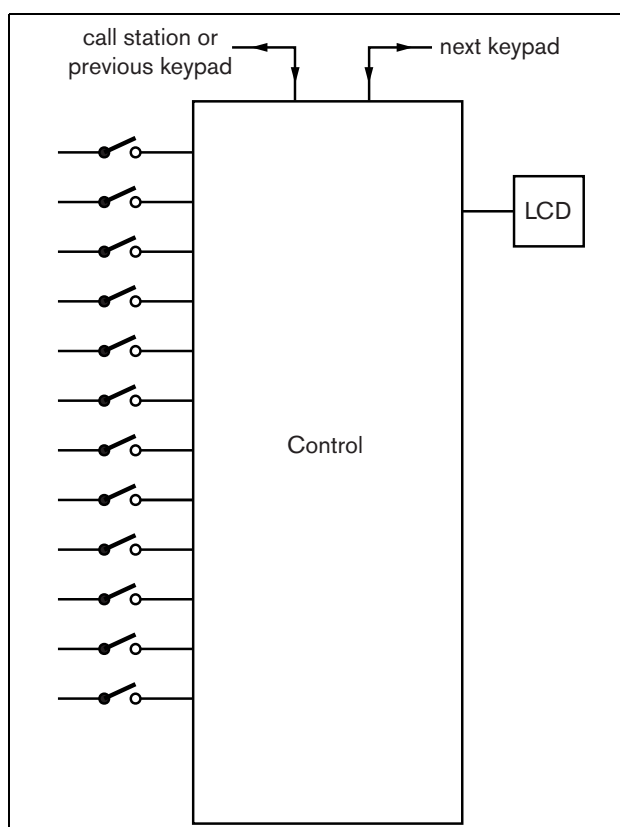 call station or
previous keypad
next keypad
LCD
Control